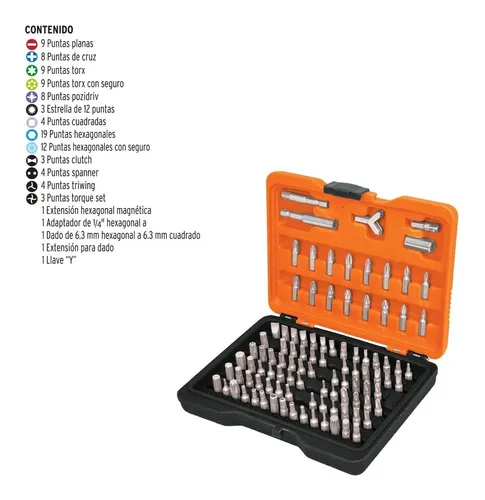 CONTENIDO
9 Puntas planas
8 Puntas de cruz
9 Puntas torx
9 Puntas torx con seguro
8 Puntas pozidriv
3 Estrella de 12 puntas
4 Puntas cuadradas
19 Puntas hexagonales
12 Puntas hexagonales con seguro
3 Puntas clutch
4 Puntas spanner
4 Puntas triwing
3 Puntas torque set
1 Extensión hexagonal magnética
1 Adaptador de 1/4" hexagonal a
1 Dado de 6.3 mm hexagonal a 6.3 mm cuadrado
1 Extensión para dado
1 Llave "Y"